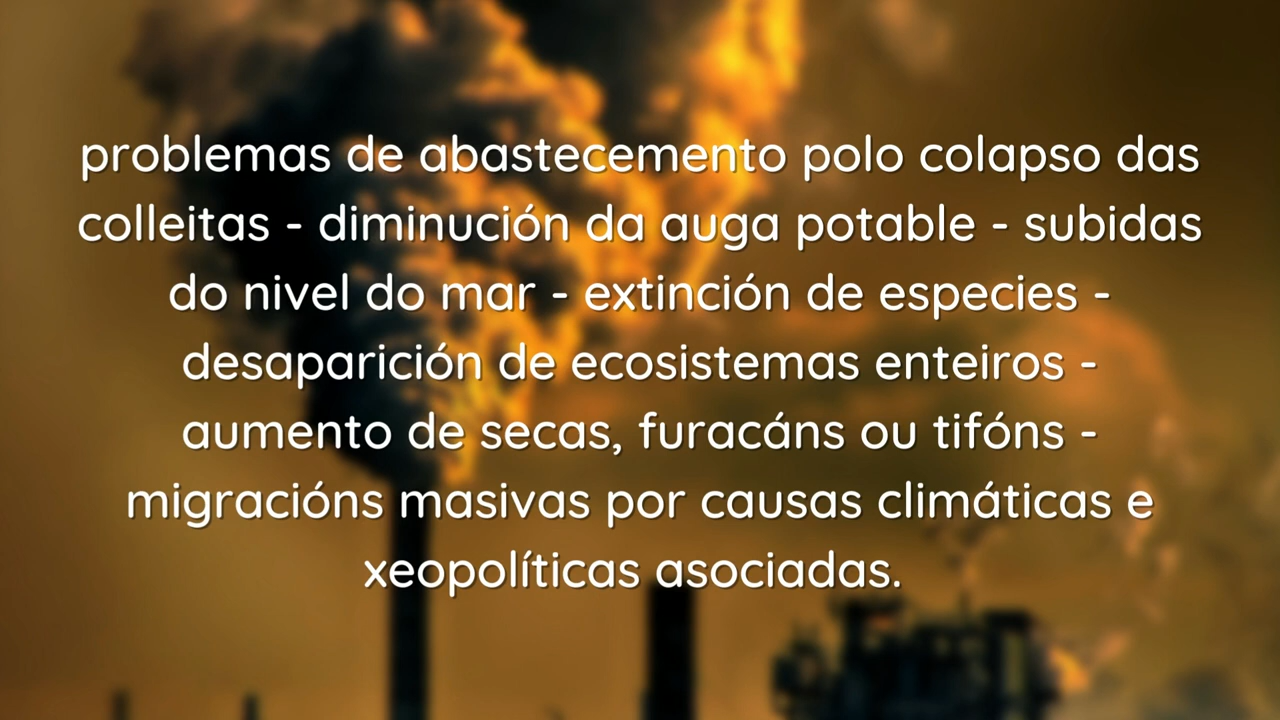 problemas de abastecemento polo colapso das
colleitas - diminución da auga potable - subidas
do nivel do mar - extinción de especies -
desaparición de ecosistemas enteiros -
aumento de secas, furacáns ou tifóns -
migracións masivas por causas climáticas e
xeopolíticas asociadas.